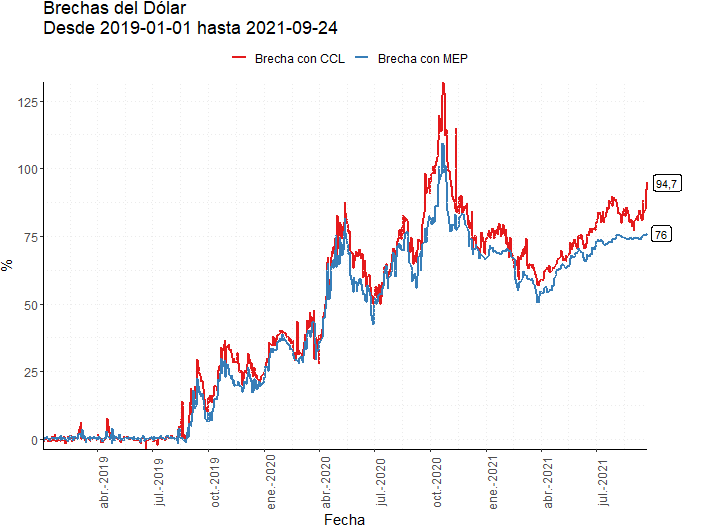 Brechas del Dólar
Desde 2019-01-01 hasta 2021-09-24
Brecha con CCL
Brecha con MEP
%
125
100
75
50
25
0
94,7
76
abr.-2019
jul.-2019
oct.-2019
ene.-2020
abr.-2020
jul.-2020
oct.-2020
ene.-2021
abr.-2021
jul.-2021
Fecha